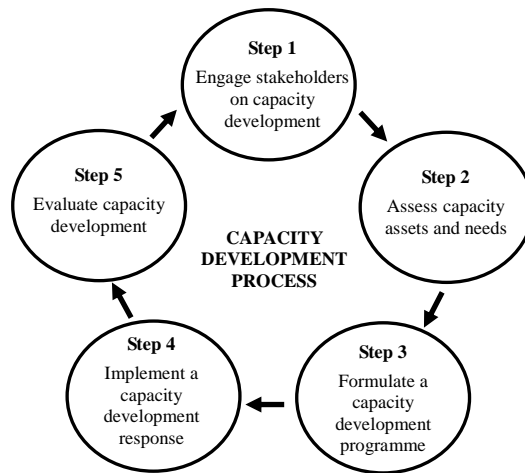 Step 1
Engage stakeholders
on capacity
development
Step 2
Assess capacity
assets and needs
Step 3
Formulate a
capacity
development
programme
Step 4
Implement a
capacity
development
response
Step 5
Evaluate capacity
development
CAPACITY
DEVELOPMENT
PROCESS